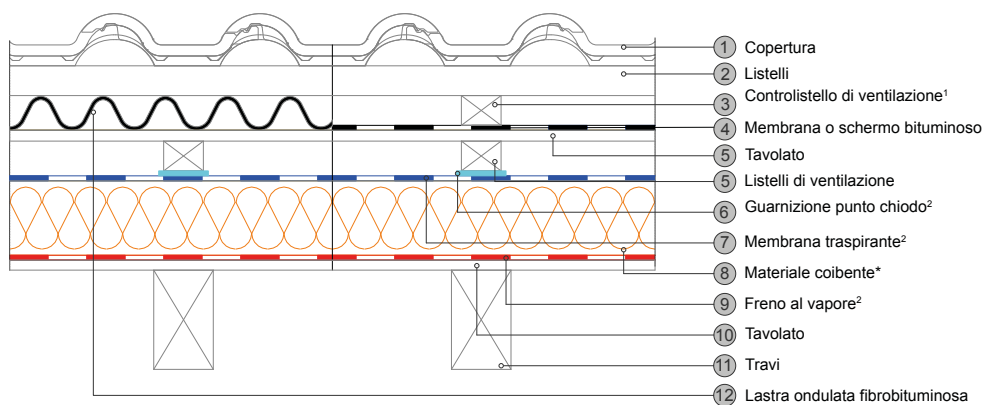 1 Copertura
2 Listelli
3 Controlistello di ventilazione¹
4 Membrana o schermo bituminoso
5 Tavolato
5 Listelli di ventilazione
6 Guarnizione punto chiodo²
7 Membrana traspirante²
8 Materiale coibente*
9 Freno al vapore²
10 Tavolato
11 Travi
12 Lastra ondulata fibrobituminosa